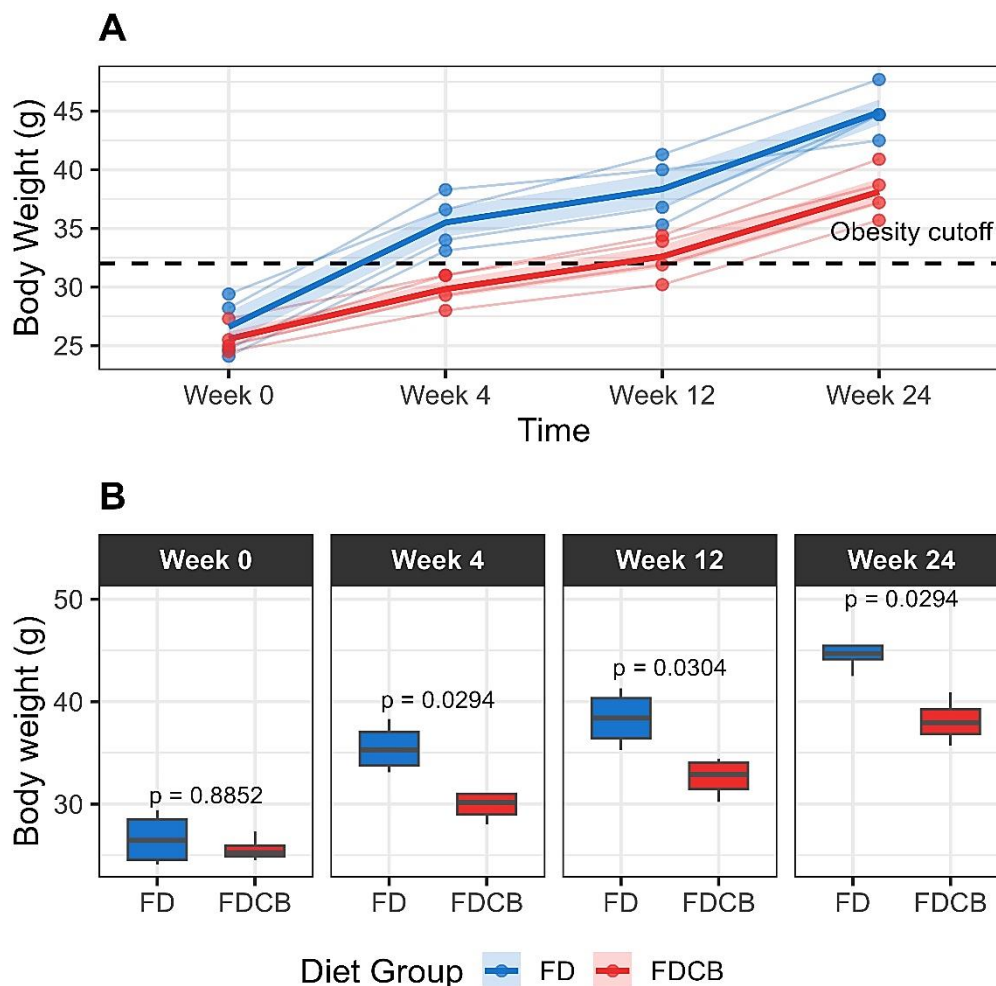 A
Body Weight (g)
45
40
35
30
25
Obesity cutoff
Week 0
Week 4
Week 12
Week 24
Time
B
Week 0
Week 4
Week 12
Week 24
Body weight (g)
50
40
30
p = 0.8852
p = 0.0294
p = 0.0304
p = 0.0294
FD
FDCB
FD
FDCB
FD
FDCB
FD
FDCB
Diet Group
FD
FDCB